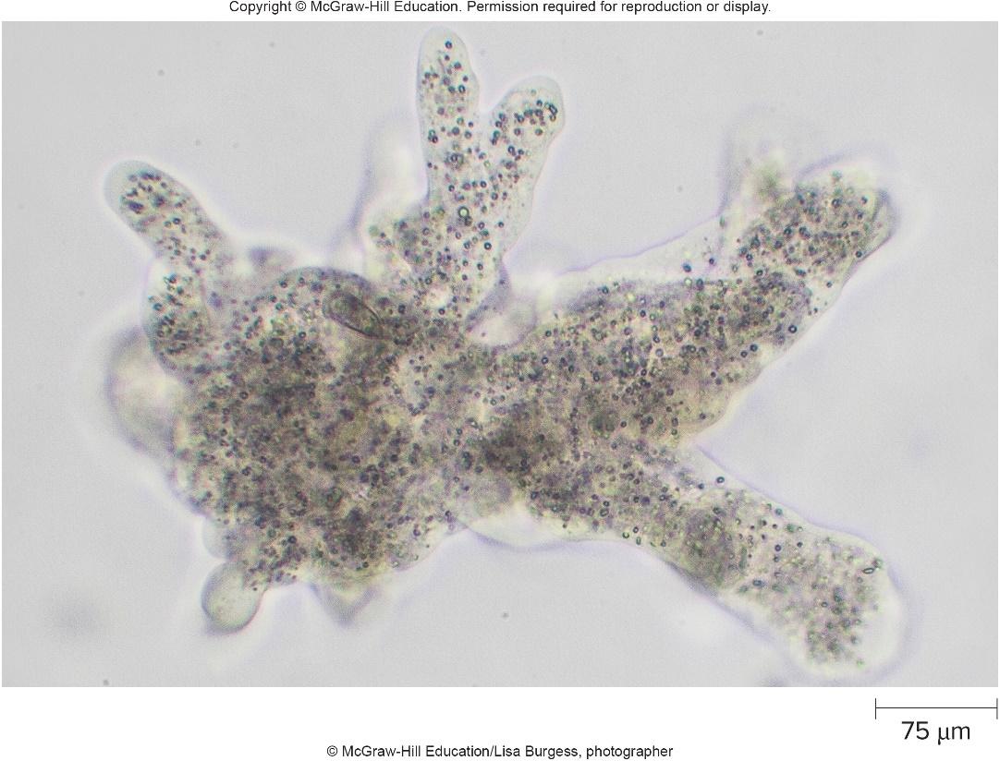 Copyright © McGraw-Hill Education. Permission required for reproduction or display.
75 µm
© McGraw-Hill Education/Lisa Burgess, photographer